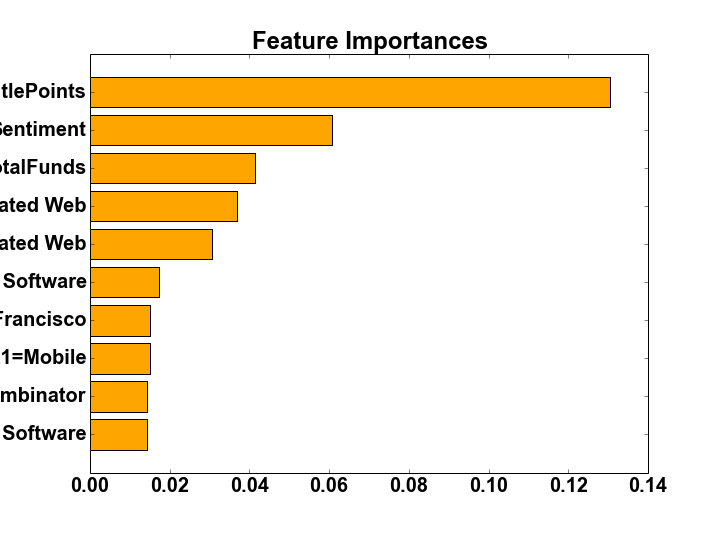 Feature Importances
tlePoints
Sentiment
otalFunds
ated Web
ated Web
Software
Francisco
1=Mobile
mbinator
Software
0.00 0.02 0.04 0.06 0.08 0.10 0.12 0.14